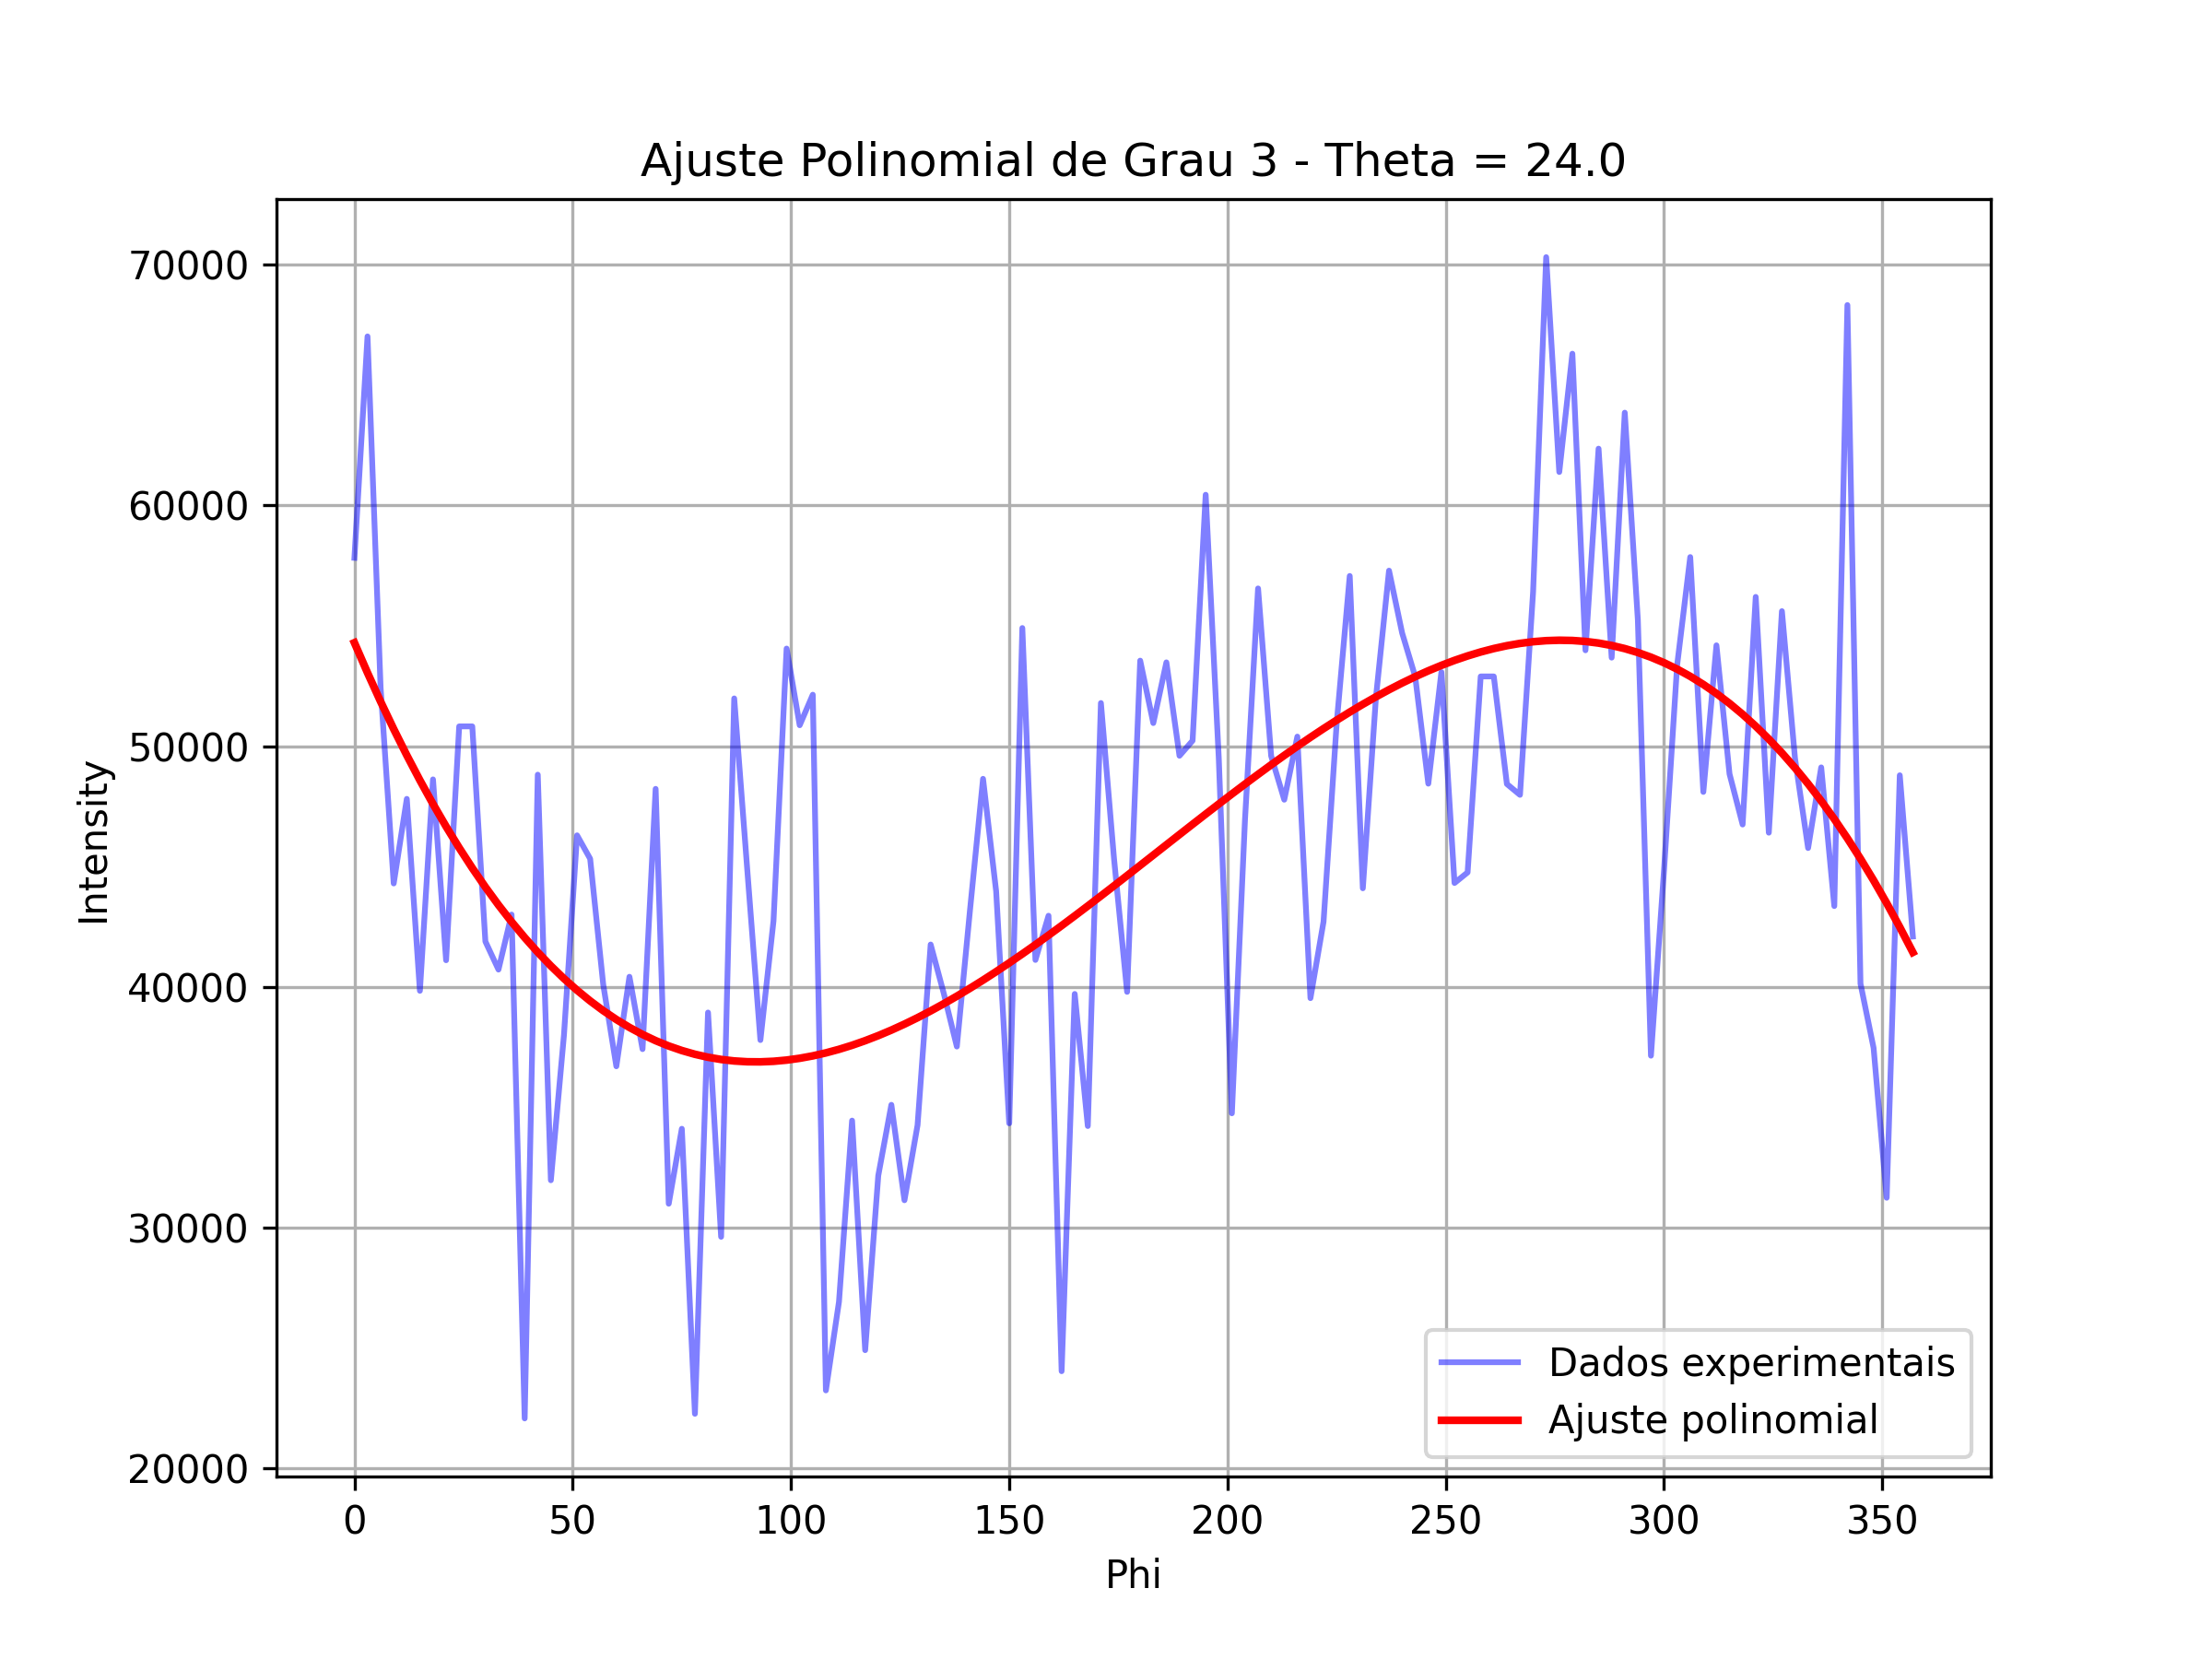 Ajuste Polinomial de Grau 3 - Theta = 24.0
70000
60000
50000
40000
30000
20000
Intensity
0 50 100 150 200 250 300 350
Phi
Dados experimentais
Ajuste polinomial